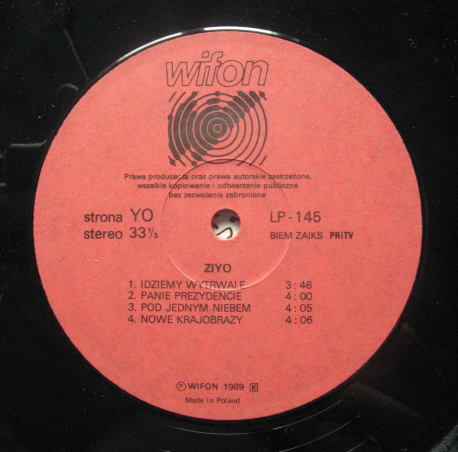 wifon
Prawa producenta oraz prawa autorskie zastrzeżone,
wszelkie kopiowanie i odtwarzanie publiczne
bez zezwolenia zabronione
strona YO LP-145
stereo 33 1/3 BIEM ZAIKS PRiTV
ZIYO
1. IDZIEMY WYTRWALE 3:46
2. PANIE PREZYDENCIE 4:00
3. POD JEDNYM NIEBEM 4:05
4. NOWE KRAJOBRAZY 4:06
Ⓟ WIFON 1989 K
Made in Poland